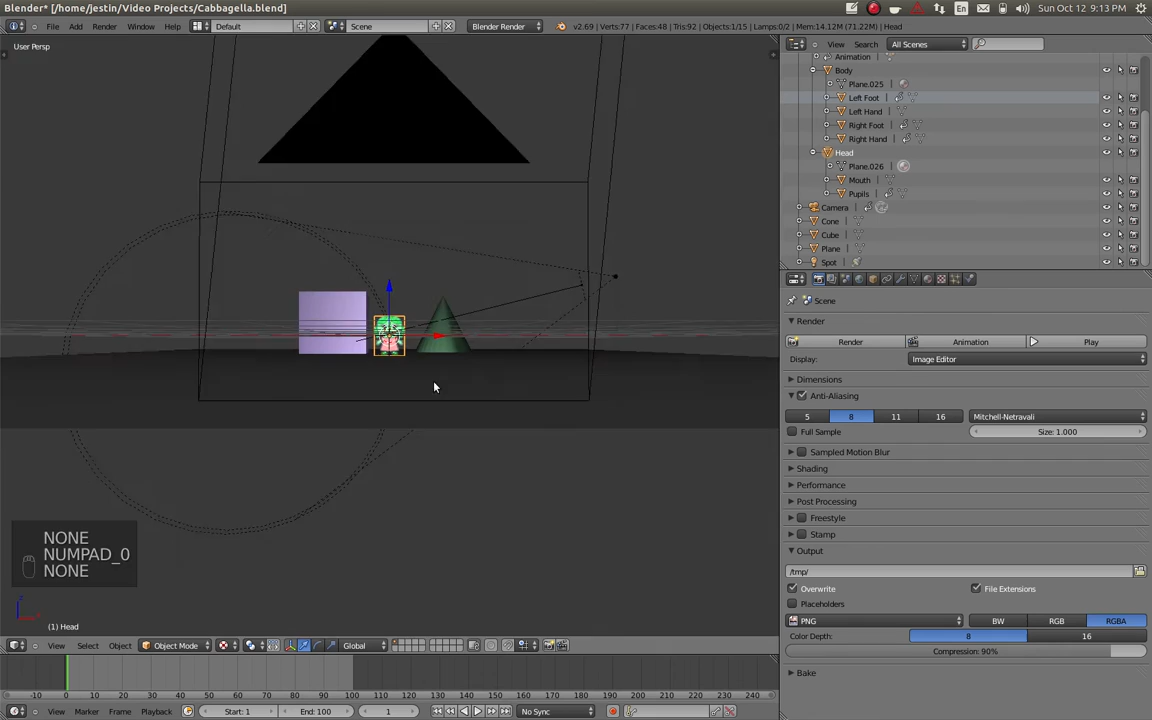 Blender* [/home/jestin/Video Projects/Cabbagella.blend]
En
Sun Oct 12 9:13 PM
File
Add
Render
Window
Help
Default
Scene
Blender Render
v2.69 | Verts:77 | Faces:48 | Tris:92 | Objects:1/15 | Lamps:0/2 | Mem:14.12M (71.22M) | Head
User Persp
View
Search
All Scenes
Animation
Body
Plane.025
Left Foot
Left Hand
Right Foot
Right Hand
Head
Plane.026
Mouth
Pupils
Camera
Cone
Cube
Plane
Spot
Scene
Render
Render
Animation
Play
Display:
Image Editor
Dimensions
Anti-Aliasing
5
8
11
16
Mitchell-Netravali
Full Sample
Size: 1.000
Sampled Motion Blur
Shading
Performance
Post Processing
Freestyle
Stamp
Output
/tmp/
Overwrite
File Extensions
Placeholders
PNG
BW
RGB
RGBA
Color Depth:
8
16
Compression: 90%
Bake
NONE
NUMPAD_0
NONE
(1) Head
View
Select
Object
Object Mode
Global
-10 0 10 20 30 40 50 60 70 80 90 100 110 120 130 140 150 160 170 180 190 200 210 220 230 240
View
Marker
Frame
Playback
Start: 1
End: 100
1
No Sync